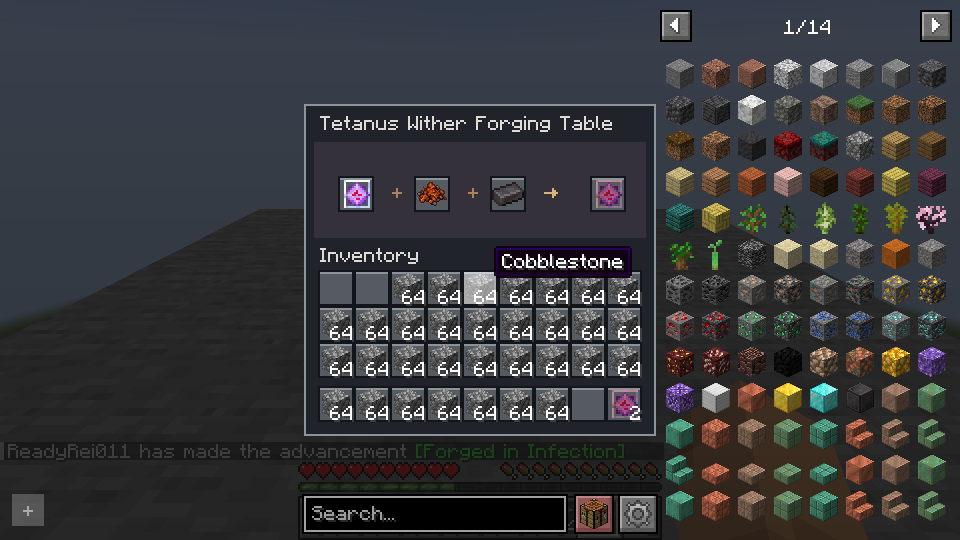 1/14
Tetanus Wither Forging Table
Inventory
Cobblestone
64 64 64 64 64 64 64
64 64 64 64 64 64 64 64 64
64 64 64 64 64 64 64 64 64
64 64 64 64 64 64 64 2
ReadyRei011 has made the advancement [Forged in Infection]
Search...